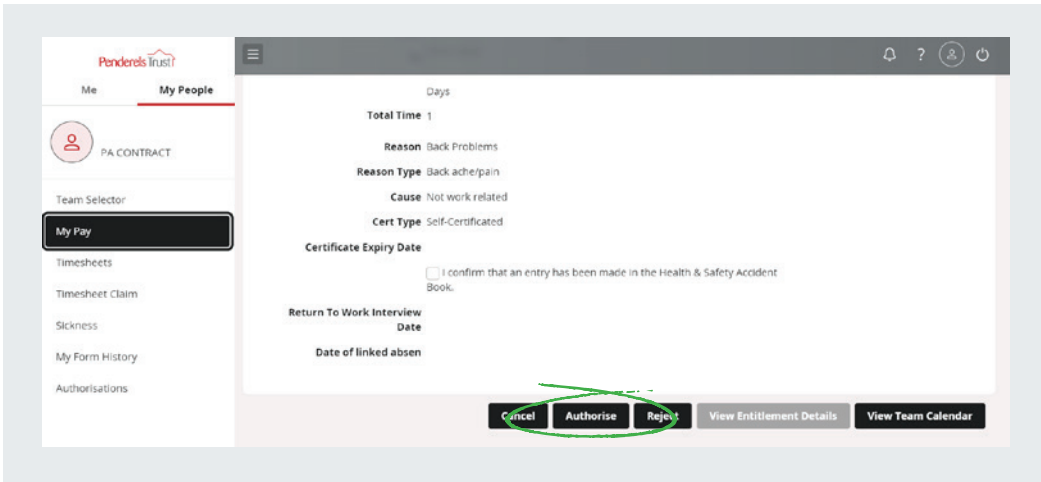 Penderels Trust
?
Me My People
PA CONTRACT
Team Selector
My Pay
Timesheets
Timesheet Claim
Sickness
My Form History
Authorisations
Days
Total Time 1
Reason Back Problems
Reason Type Back ache/pain
Cause Not work related
Cert Type Self-Certificated
Certificate Expiry Date
I confirm that an entry has been made in the Health & Safety Accident
Book.
Return To Work Interview
Date
Date of linked absen
Cancel Authorise Reject View Entitlement Details View Team Calendar